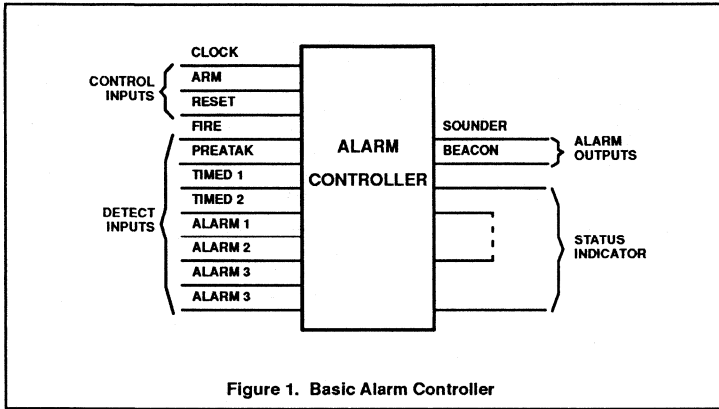 CLOCK
CONTROL
INPUTS
ARM
RESET
FIRE
PREATAK
TIMED 1
TIMED 2
DETECT
INPUTS
ALARM 1
ALARM 2
ALARM 3
ALARM 3
ALARM
CONTROLLER
SOUNDER
BEACON
ALARM
OUTPUTS
STATUS
INDICATOR
Figure 1. Basic Alarm Controller